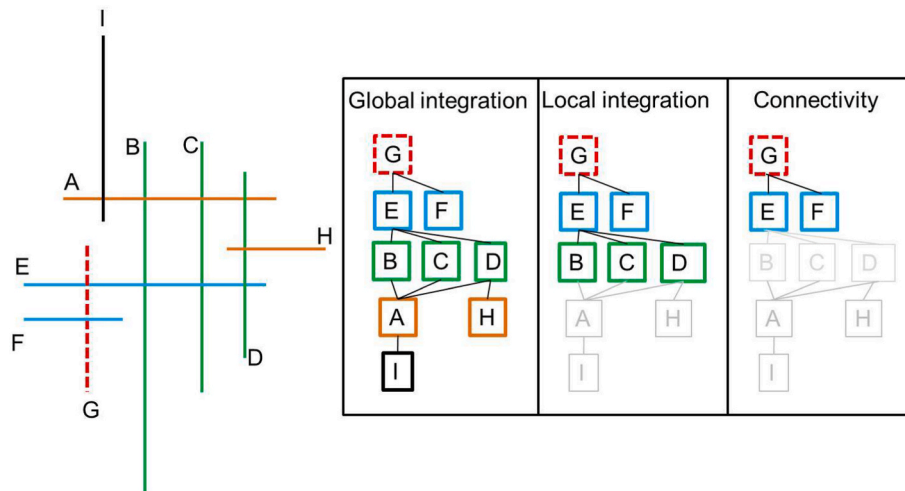 I
B
C
A
H
E
F
D
G
Global integration
G
E F
B C D
A H
I
Local integration
G
E F
B C D
A H
I
Connectivity
G
E F
B C D
A H
I